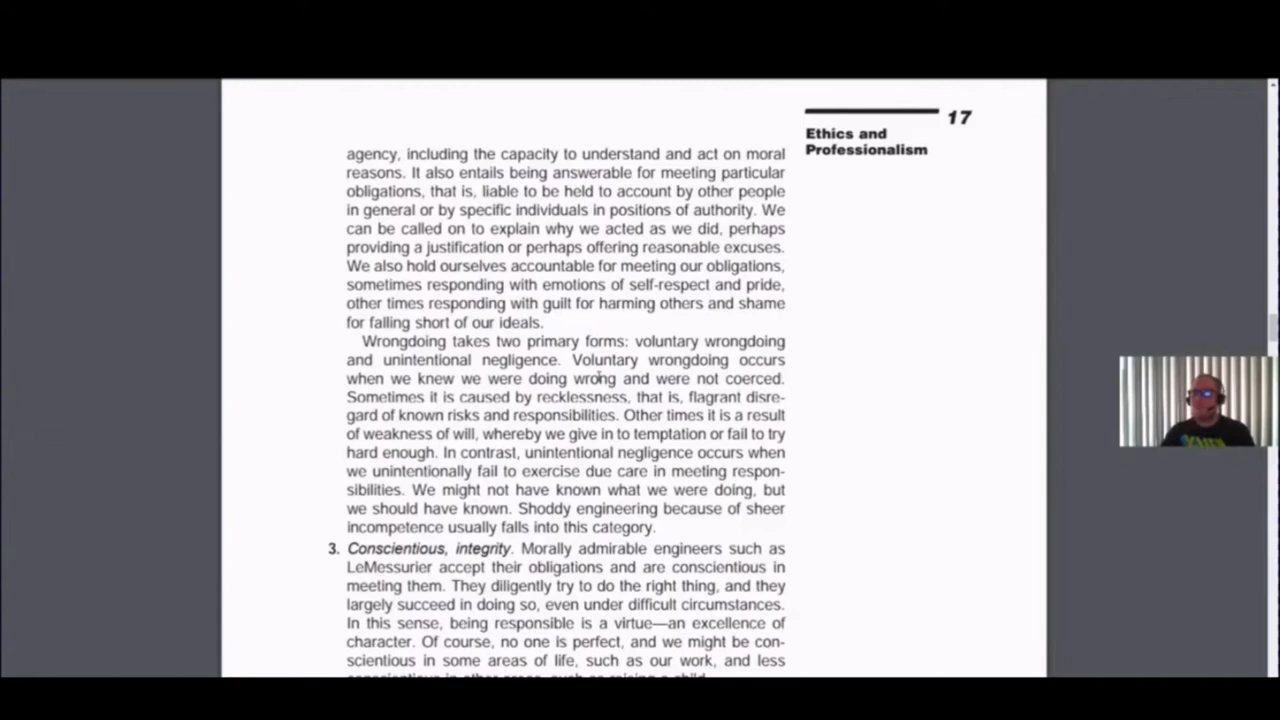 17
Ethics and
Professionalism
agency, including the capacity to understand and act on moral
reasons. It also entails being answerable for meeting particular
obligations, that is, liable to be held to account by other people
in general or by specific individuals in positions of authority. We
can be called on to explain why we acted as we did, perhaps
providing a justification or perhaps offering reasonable excuses.
We also hold ourselves accountable for meeting our obligations,
sometimes responding with emotions of self-respect and pride,
other times responding with guilt for harming others and shame
for falling short of our ideals.
Wrongdoing takes two primary forms: voluntary wrongdoing
and unintentional negligence. Voluntary wrongdoing occurs
when we knew we were doing wrong and were not coerced.
Sometimes it is caused by recklessness, that is, flagrant disre-
gard of known risks and responsibilities. Other times it is a result
of weakness of will, whereby we give in to temptation or fail to try
hard enough. In contrast, unintentional negligence occurs when
we unintentionally fail to exercise due care in meeting respon-
sibilities. We might not have known what we were doing, but
we should have known. Shoddy engineering because of sheer
incompetence usually falls into this category.
3. Conscientious, integrity. Morally admirable engineers such as
LeMessurier accept their obligations and are conscientious in
meeting them. They diligently try to do the right thing, and they
largely succeed in doing so, even under difficult circumstances.
In this sense, being responsible is a virtue—an excellence of
character. Of course, no one is perfect, and we might be con-
scientious in some areas of life, such as our work, and less